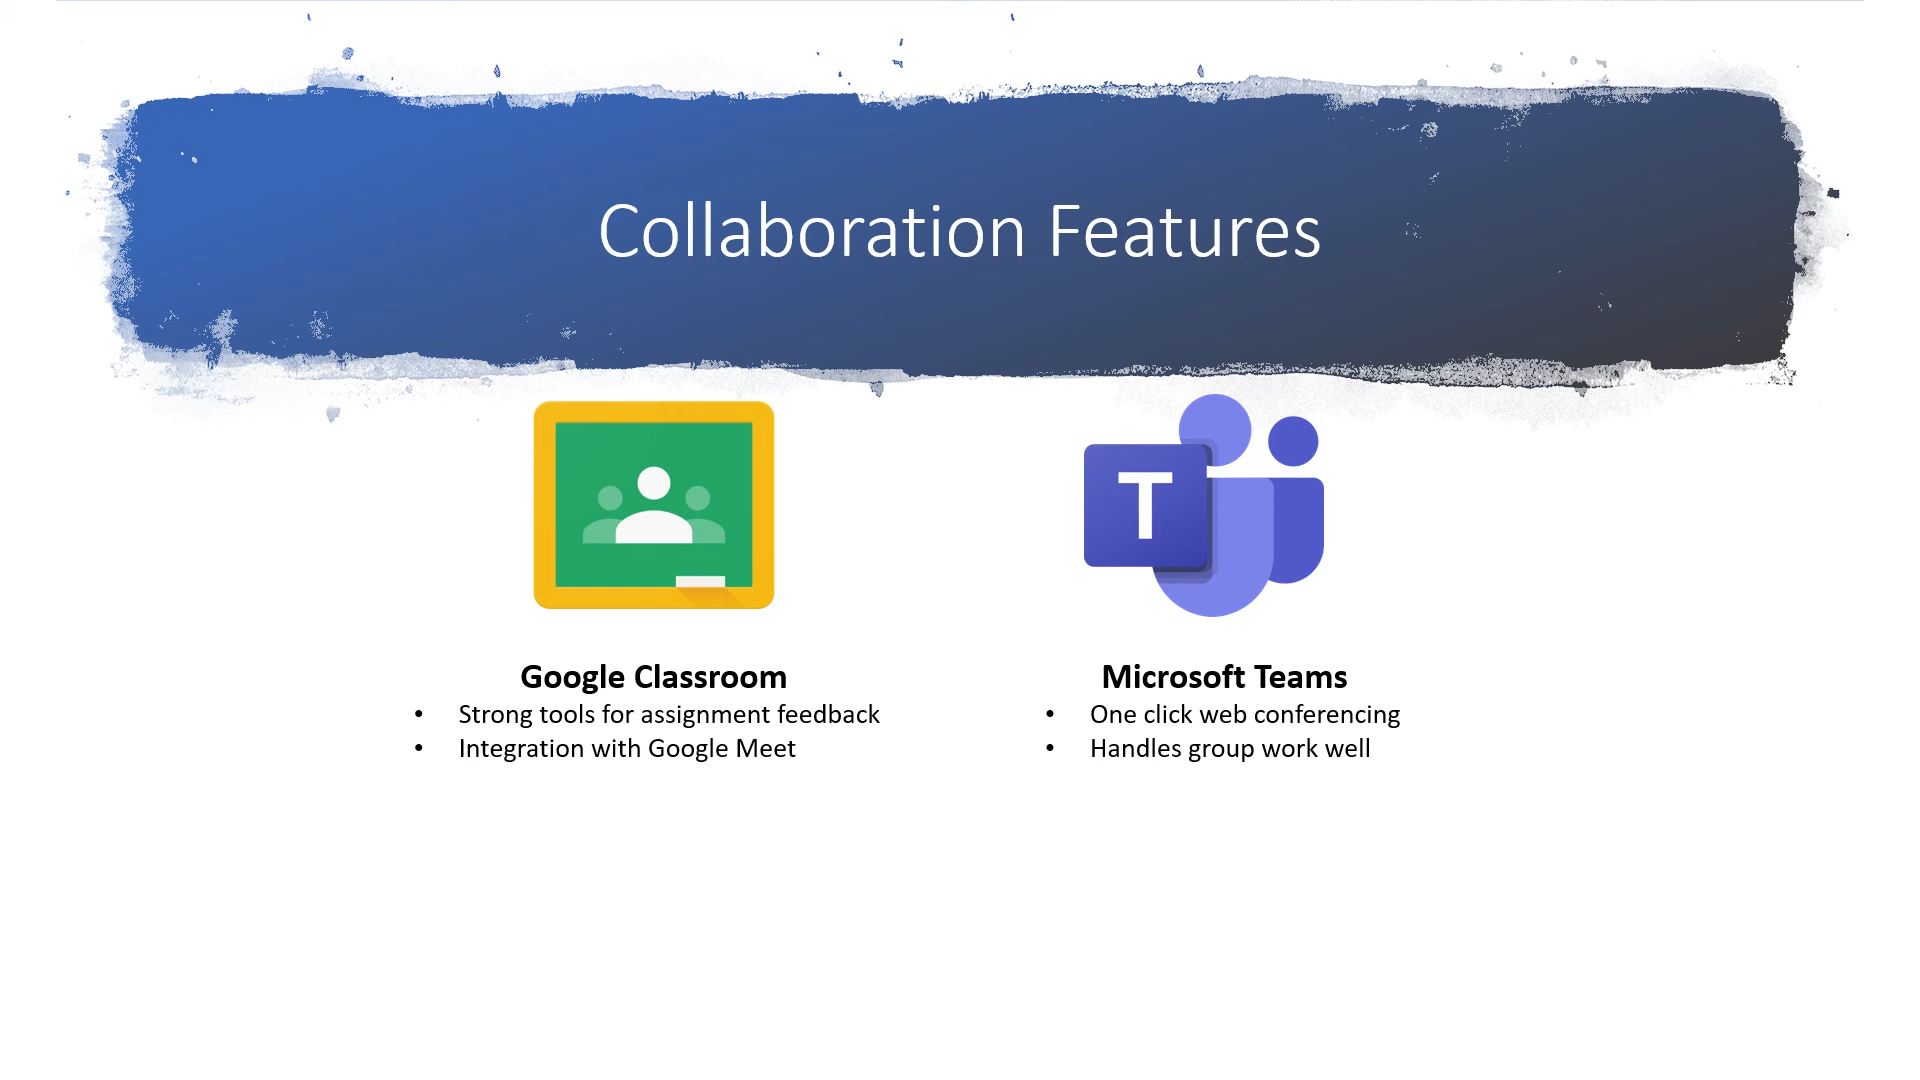 Collaboration Features
T
Google Classroom
• Strong tools for assignment feedback
• Integration with Google Meet
Microsoft Teams
• One click web conferencing
• Handles group work well